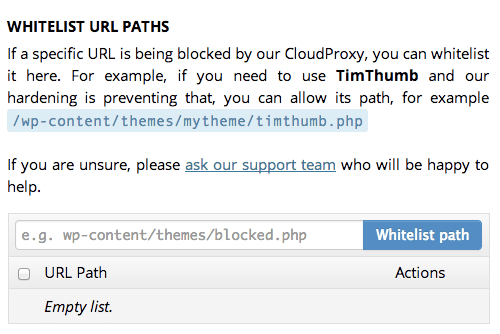 WHITELIST URL PATHS
If a specific URL is being blocked by our CloudProxy, you can whitelist
it here. For example, if you need to use TimThumb and our
hardening is preventing that, you can allow its path, for example
/wp-content/themes/mytheme/timthumb.php
If you are unsure, please ask our support team who will be happy to
help.
e.g. wp-content/themes/blocked.php Whitelist path
URL Path Actions
Empty list.